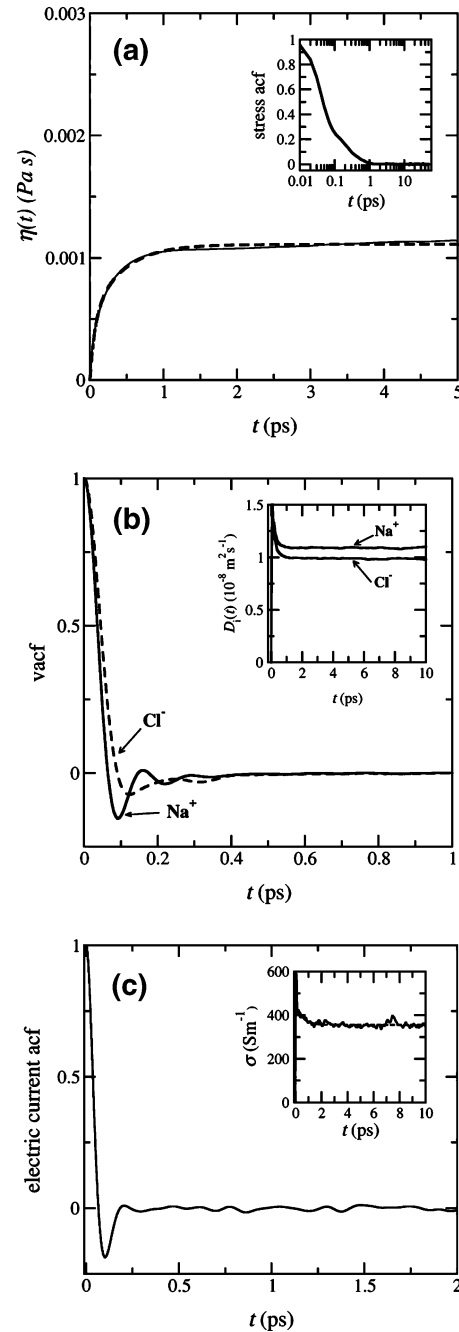 0.003
(a)
1
0.8
0.6
0.4
0.2
0
stress acf
0.01 0.1 1 10
t (ps)
0.002
η(t) (Pa s)
0.001
0
0 1 2 3 4 5
t (ps)
1
(b)
1.5
1
0.5
0
D_i(t) (10⁻⁸ m²s⁻¹)
Na⁺
Cl⁻
0 2 4 6 8 10
t (ps)
0.5
vacf
Cl⁻
0
Na⁺
0 0.2 0.4 0.6 0.8 1
t (ps)
1
(c)
600
400
200
0
σ (Sm⁻¹)
0 2 4 6 8 10
t (ps)
0.5
electric current acf
0
0 0.5 1 1.5 2
t (ps)